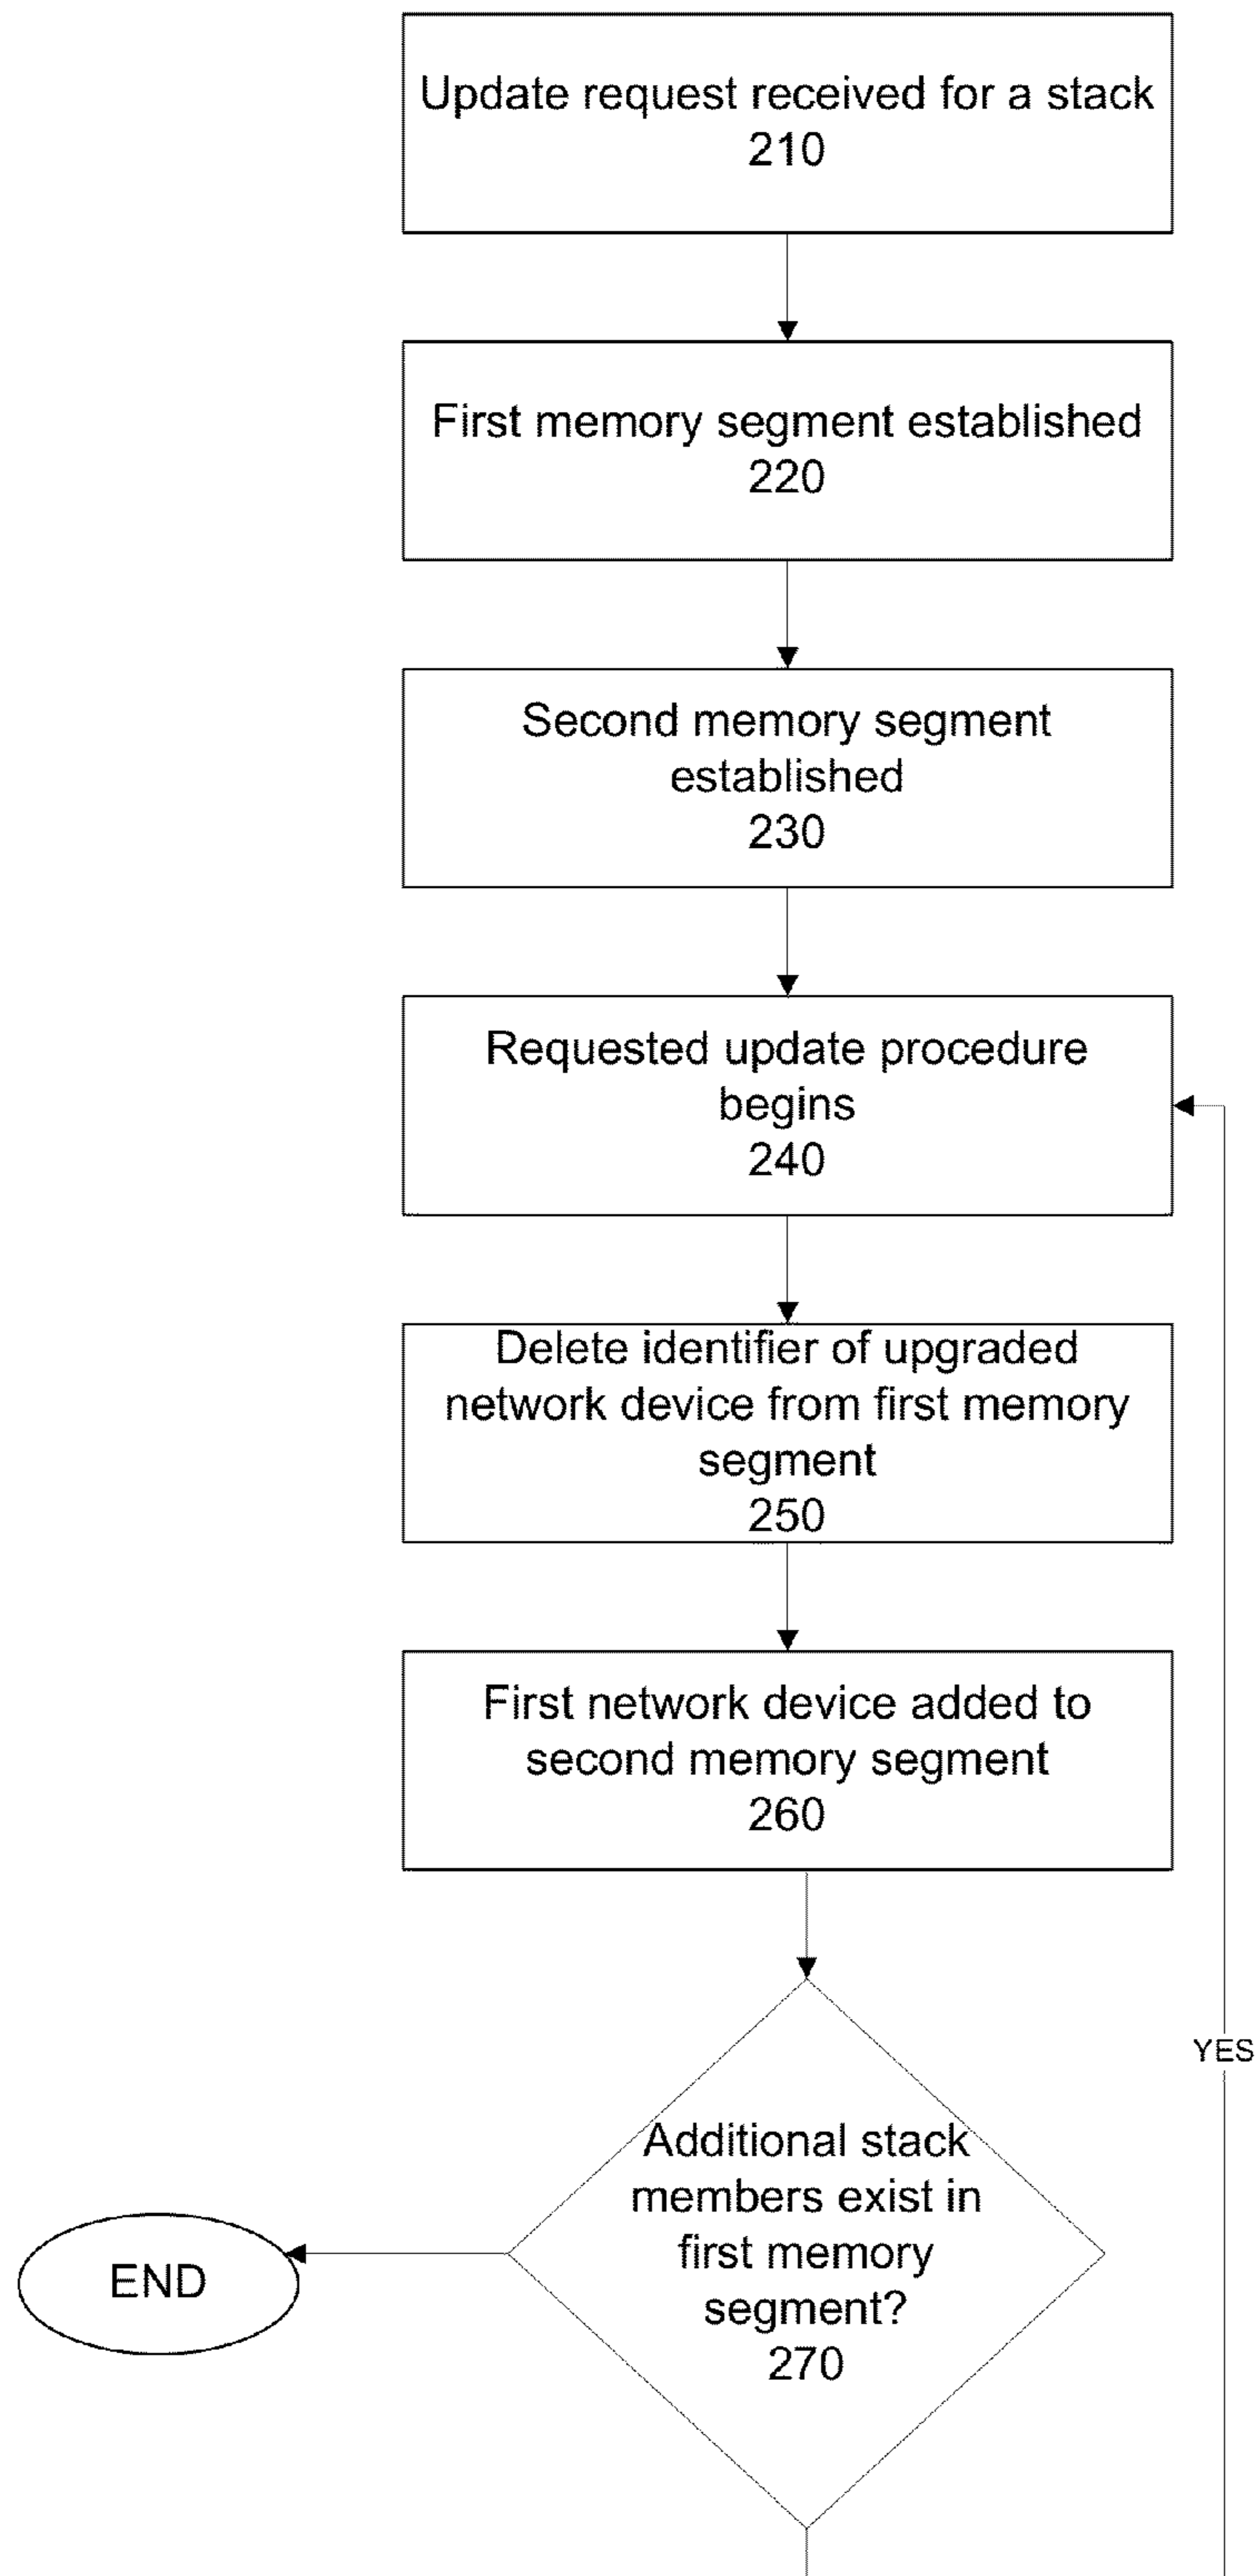 Update request received for a stack
210
First memory segment established
220
Second memory segment
established
230
Requested update procedure
begins
240
Delete identifier of upgraded
network device from first memory
segment
250
First network device added to
second memory segment
260
YES
Additional stack
members exist in
first memory
segment?
270
END